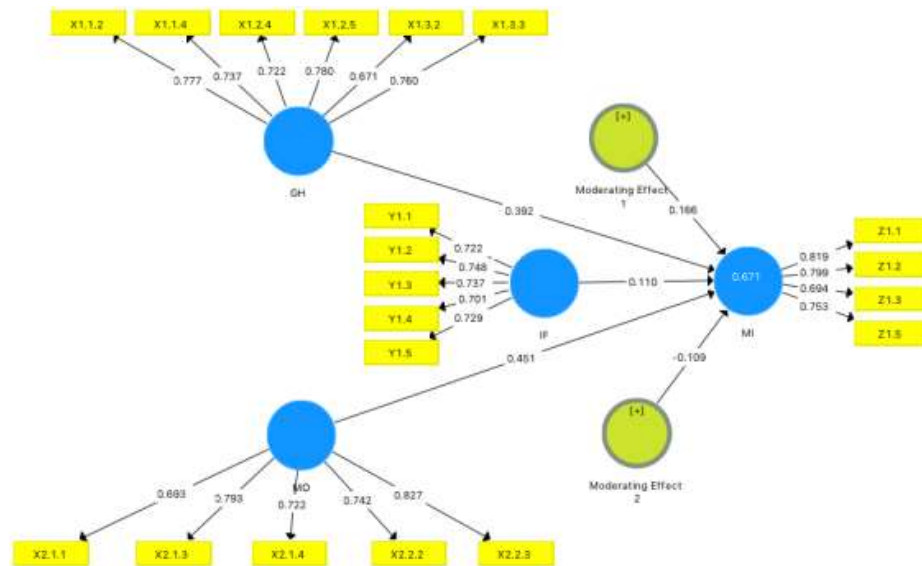 X1.1.2 X1.1.4 X1.2.4 X1.2.5 X1.3.2 X1.3.3
0.777 0.737 0.722 0.780 0.671 0.760
GH
[+]
Moderating Effect
1
0.166
0.392
Y1.1
Y1.2
Y1.3
Y1.4
Y1.5
0.722
0.748
0.737
0.701
0.729
IF
0.110
0.671
MI
0.819
0.799
0.694
0.753
Z1.1
Z1.2
Z1.3
Z1.5
0.451
-0.109
[+]
Moderating Effect
2
MO
0.693 0.793 0.722 0.742 0.827
X2.1.1 X2.1.3 X2.1.4 X2.2.2 X2.2.3